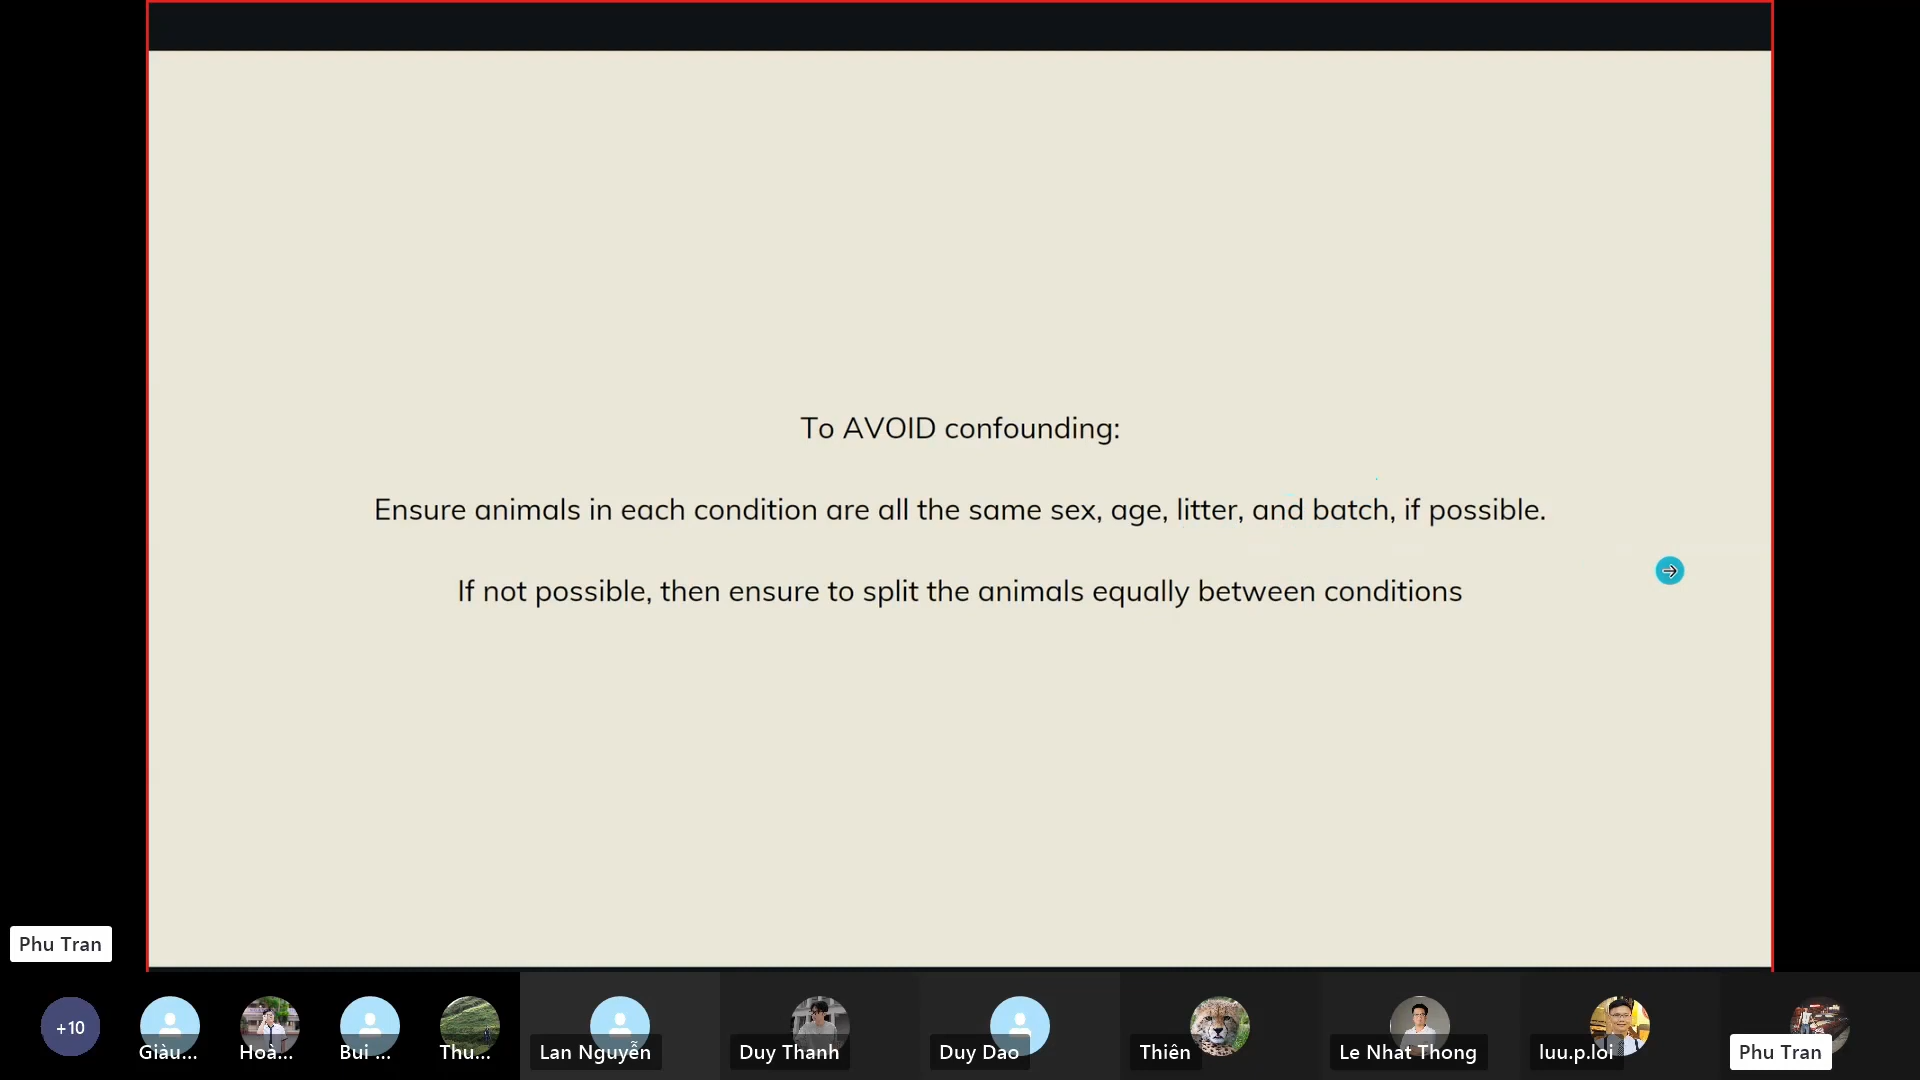 To AVOID confounding:
Ensure animals in each condition are all the same sex, age, litter, and batch, if possible.
If not possible, then ensure to split the animals equally between conditions
Phu Tran
+10
Giàu...
Hoà...
Bui ...
Thu...
Lan Nguyễn
Duy Thanh
Duy Dao
Thiên
Le Nhat Thong
luu.p.loi
Phu Tran